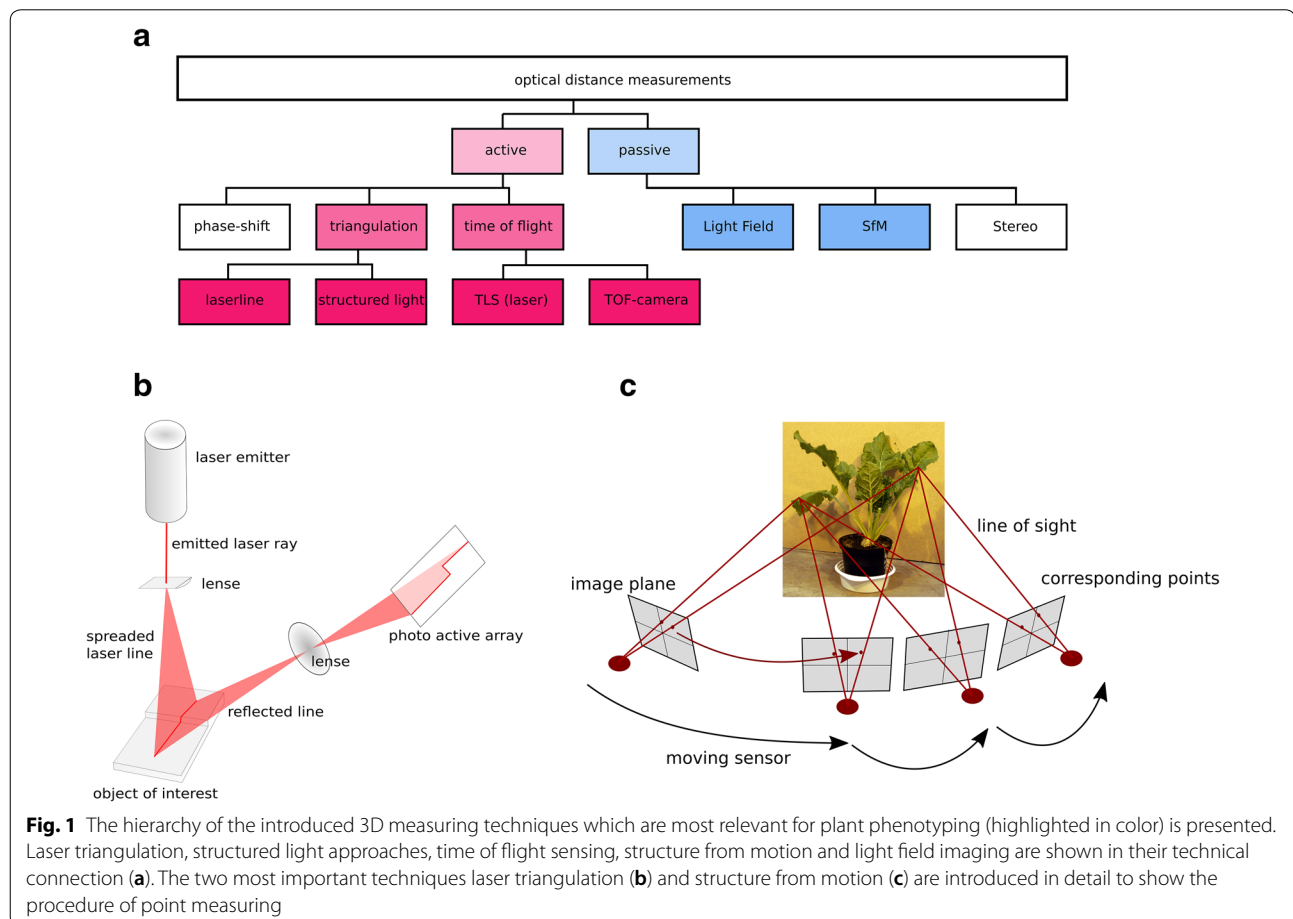 a
optical distance measurements
active
passive
phase-shift
triangulation
time of flight
Light Field
SfM
Stereo
laserline
structured light
TLS (laser)
TOF-camera
b
laser emitter
emitted laser ray
lense
spreaded
laser line
photo active array
lense
reflected line
object of interest
c
line of sight
image plane
corresponding points
moving sensor
Fig. 1 The hierarchy of the introduced 3D measuring techniques which are most relevant for plant phenotyping (highlighted in color) is presented.
Laser triangulation, structured light approaches, time of flight sensing, structure from motion and light field imaging are shown in their technical
connection (a). The two most important techniques laser triangulation (b) and structure from motion (c) are introduced in detail to show the
procedure of point measuring